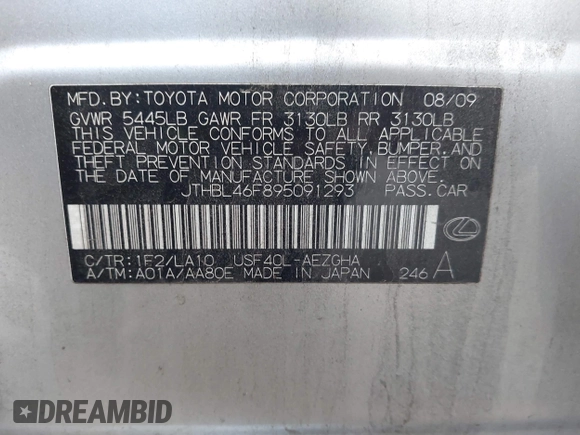 MFD. BY: TOYOTA MOTOR CORPORATION 08/09
GVWR 5445LB GAWR FR 3130LB RR 3130LB
THIS VEHICLE CONFORMS TO ALL APPLICABLE
FEDERAL MOTOR VEHICLE SAFETY, BUMPER, AND
THEFT PREVENTION STANDARDS IN EFFECT ON
THE DATE OF MANUFACTURE SHOWN ABOVE.
JTHBL46F895091293 PASS. CAR
C/TR: 1F2/LA10 USF40L-AEZGHA
A/TM: A01A/AA80E MADE IN JAPAN 246 A
DREAMBID